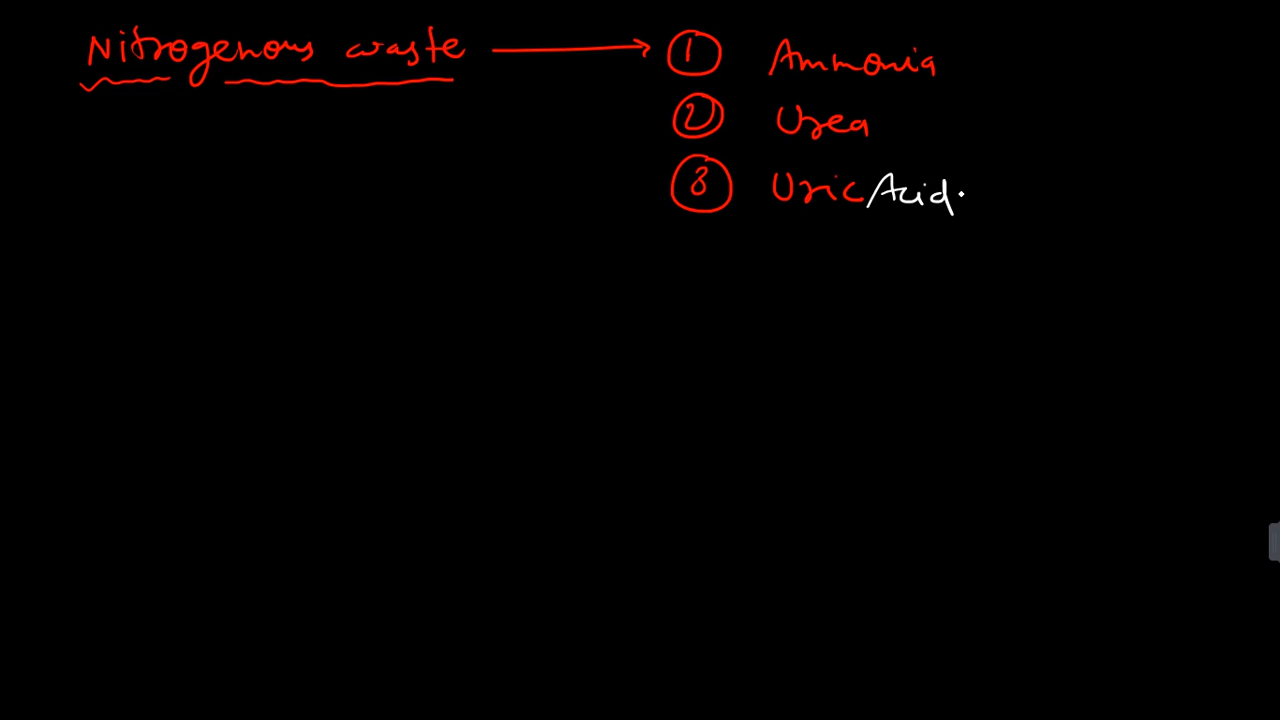 Nitrogenous waste → ① Ammonia
② Urea
③ Uric Acid.